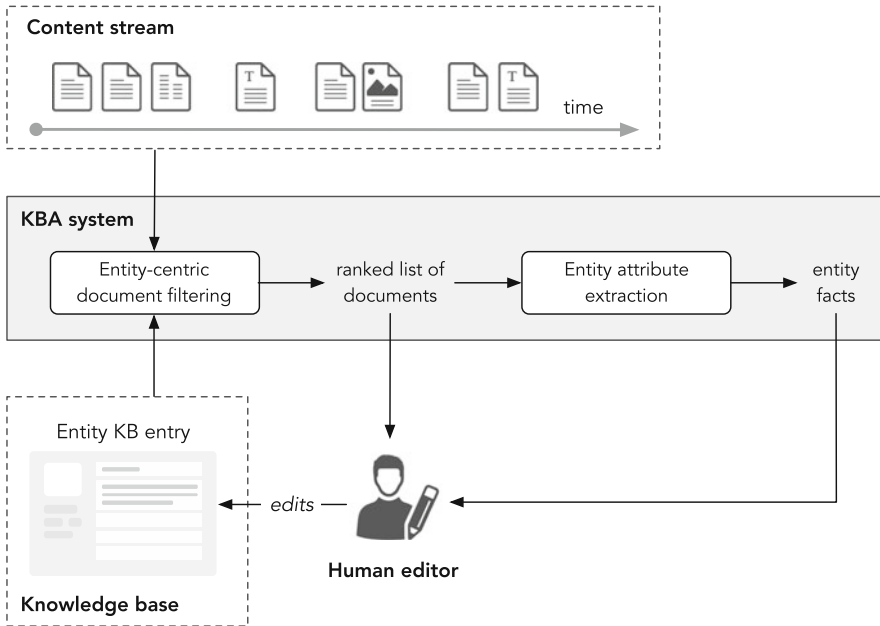 Content stream
T
T
time
KBA system
Entity-centric
document filtering
ranked list of
documents
Entity attribute
extraction
entity
facts
Entity KB entry
edits
Human editor
Knowledge base